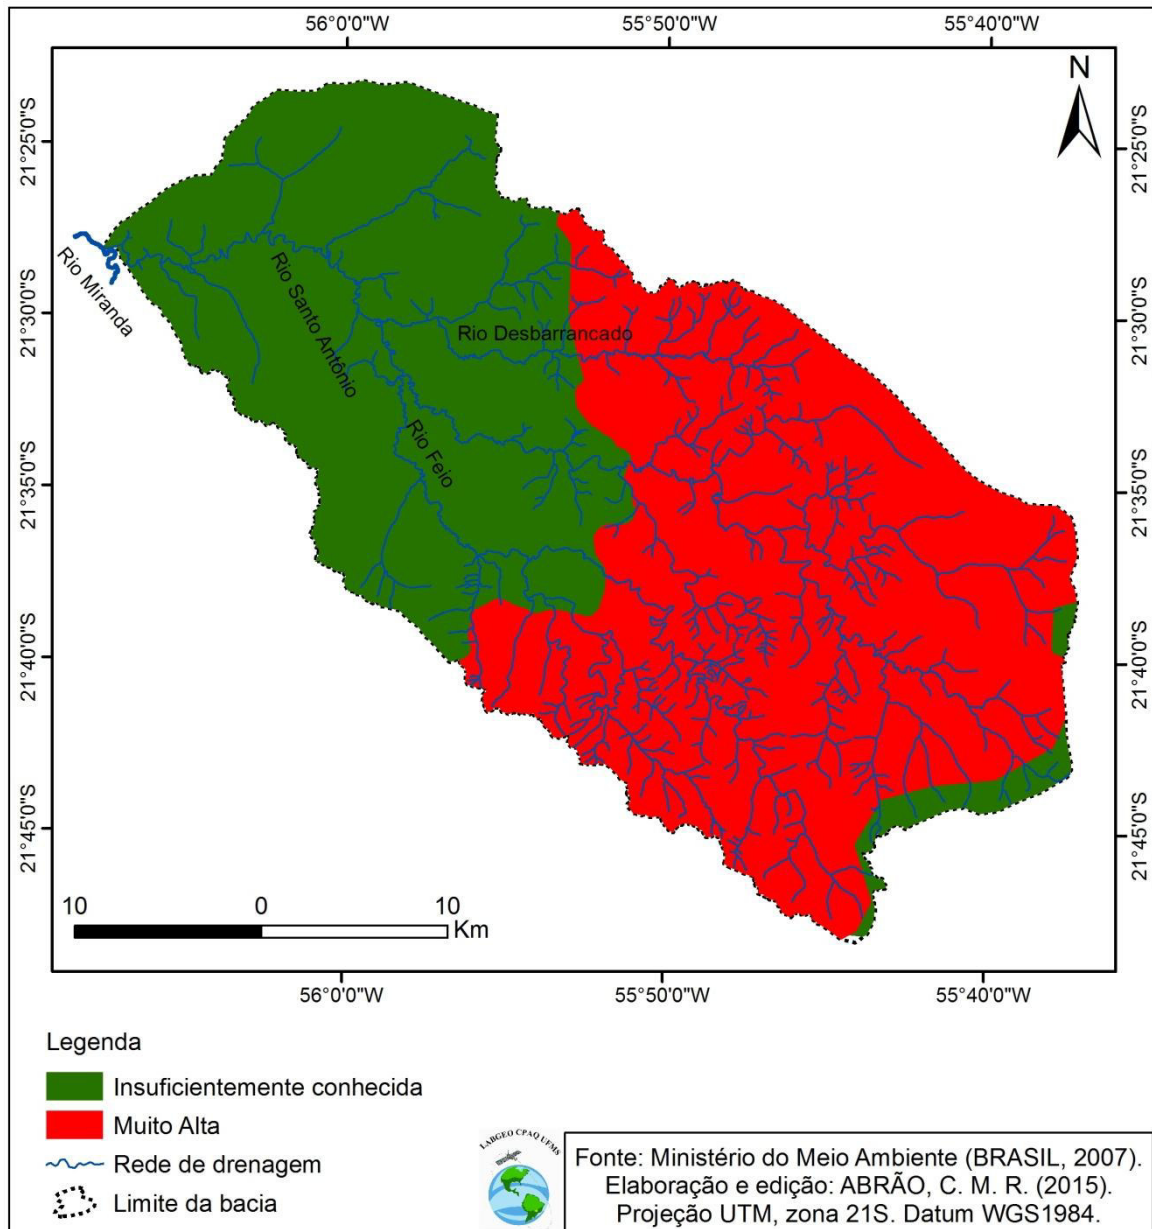 56°0'0"W 55°50'0"W 55°40'0"W
N
21°25'0"S 21°25'0"S
Rio Miranda
Rio Santo Antônio
21°30'0"S 21°30'0"S
Rio Desbarrancado
Rio Feio
21°35'0"S 21°35'0"S
21°40'0"S 21°40'0"S
21°45'0"S 21°45'0"S
10 0 10
Km
56°0'0"W 55°50'0"W 55°40'0"W
Legenda
Insuficientemente conhecida
Muito Alta
Rede de drenagem
Limite da bacia
LABGEO CPAQ UFMS
Fonte: Ministério do Meio Ambiente (BRASIL, 2007).
Elaboração e edição: ABRÃO, C. M. R. (2015).
Projeção UTM, zona 21S. Datum WGS1984.